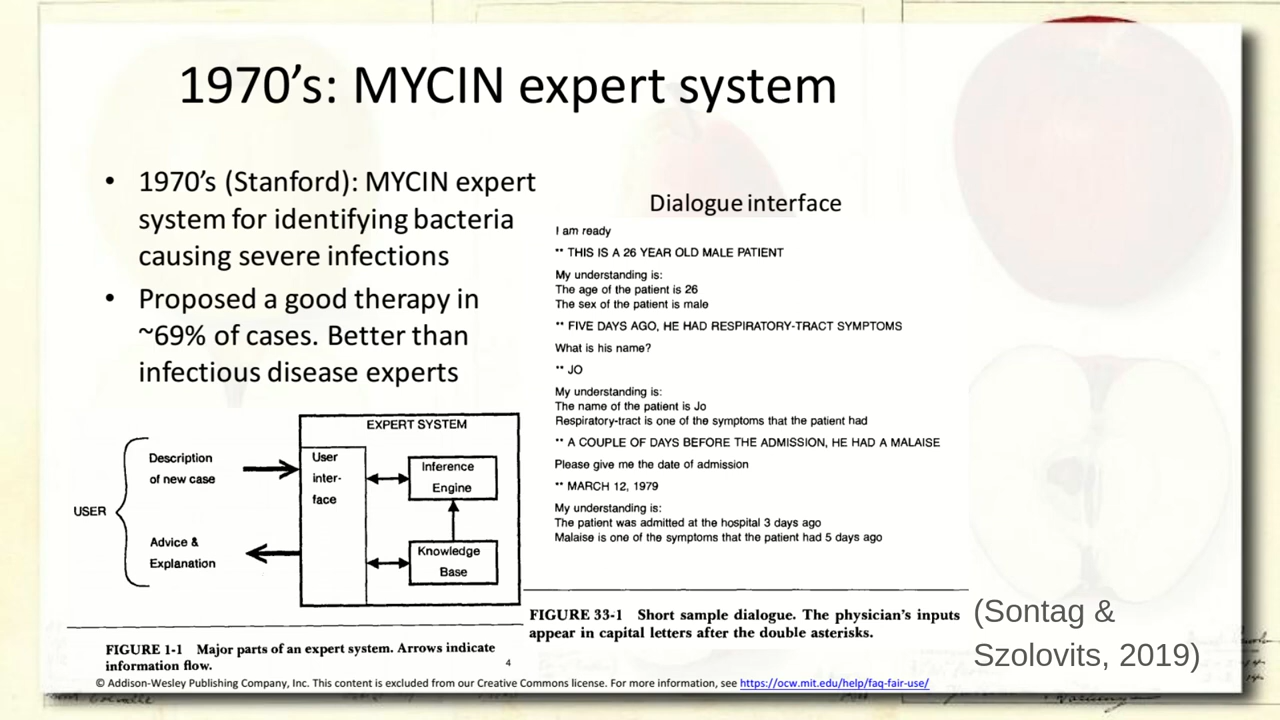 1970's: MYCIN expert system
• 1970's (Stanford): MYCIN expert
system for identifying bacteria
causing severe infections
• Proposed a good therapy in
~69% of cases. Better than
infectious disease experts
EXPERT SYSTEM
USER
Description
of new case
Advice &
Explanation
User
inter-
face
Inference
Engine
Knowledge
Base
FIGURE 1-1 Major parts of an expert system. Arrows indicate
information flow.
Dialogue interface
I am ready
** THIS IS A 26 YEAR OLD MALE PATIENT
My understanding is:
The age of the patient is 26
The sex of the patient is male
** FIVE DAYS AGO, HE HAD RESPIRATORY-TRACT SYMPTOMS
What is his name?
** JO
My understanding is:
The name of the patient is Jo
Respiratory-tract is one of the symptoms that the patient had
** A COUPLE OF DAYS BEFORE THE ADMISSION, HE HAD A MALAISE
Please give me the date of admission
** MARCH 12, 1979
My understanding is:
The patient was admitted at the hospital 3 days ago
Malaise is one of the symptoms that the patient had 5 days ago
FIGURE 33-1 Short sample dialogue. The physician's inputs
appear in capital letters after the double asterisks.
(Sontag &
Szolovits, 2019)
4
© Addison-Wesley Publishing Company, Inc. This content is excluded from our Creative Commons license. For more information, see https://ocw.mit.edu/help/faq-fair-use/